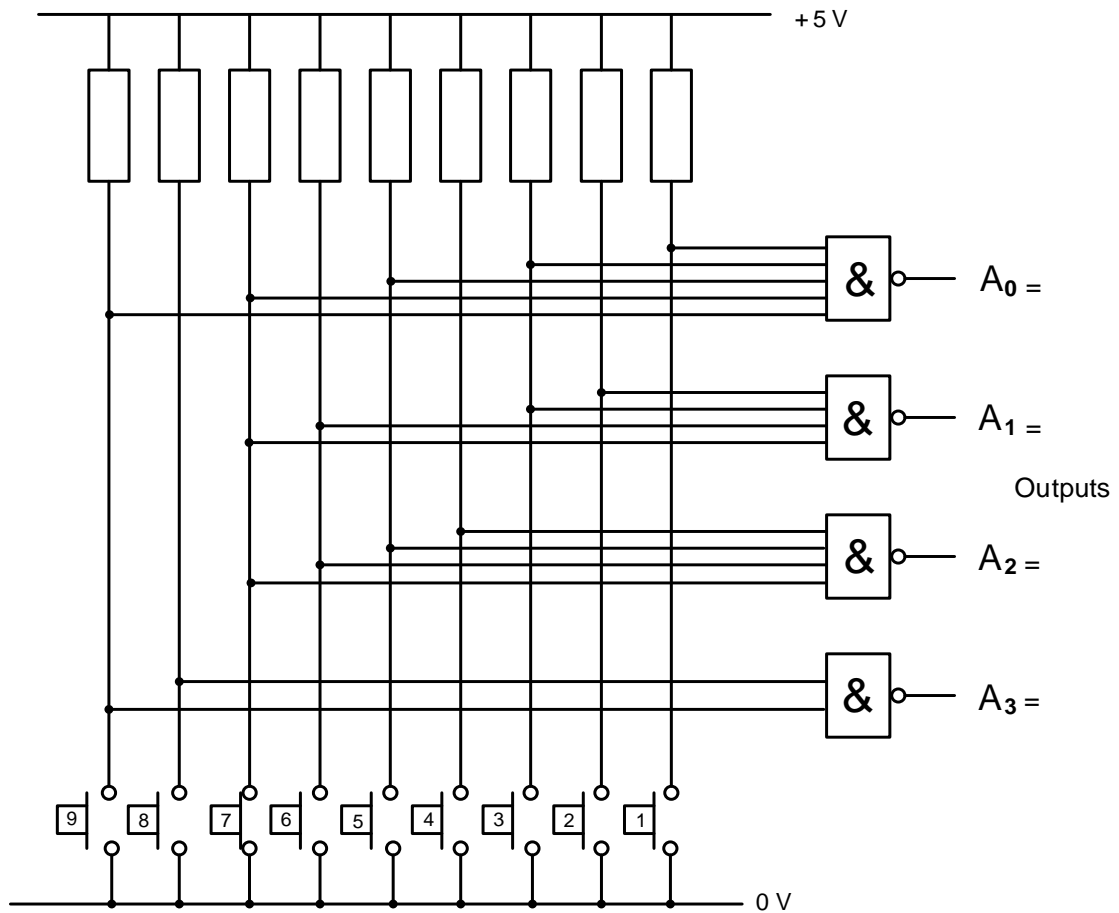 +5 V
& A0 =
& A1 =
Outputs
& A2 =
& A3 =
9 8 7 6 5 4 3 2 1
0 V